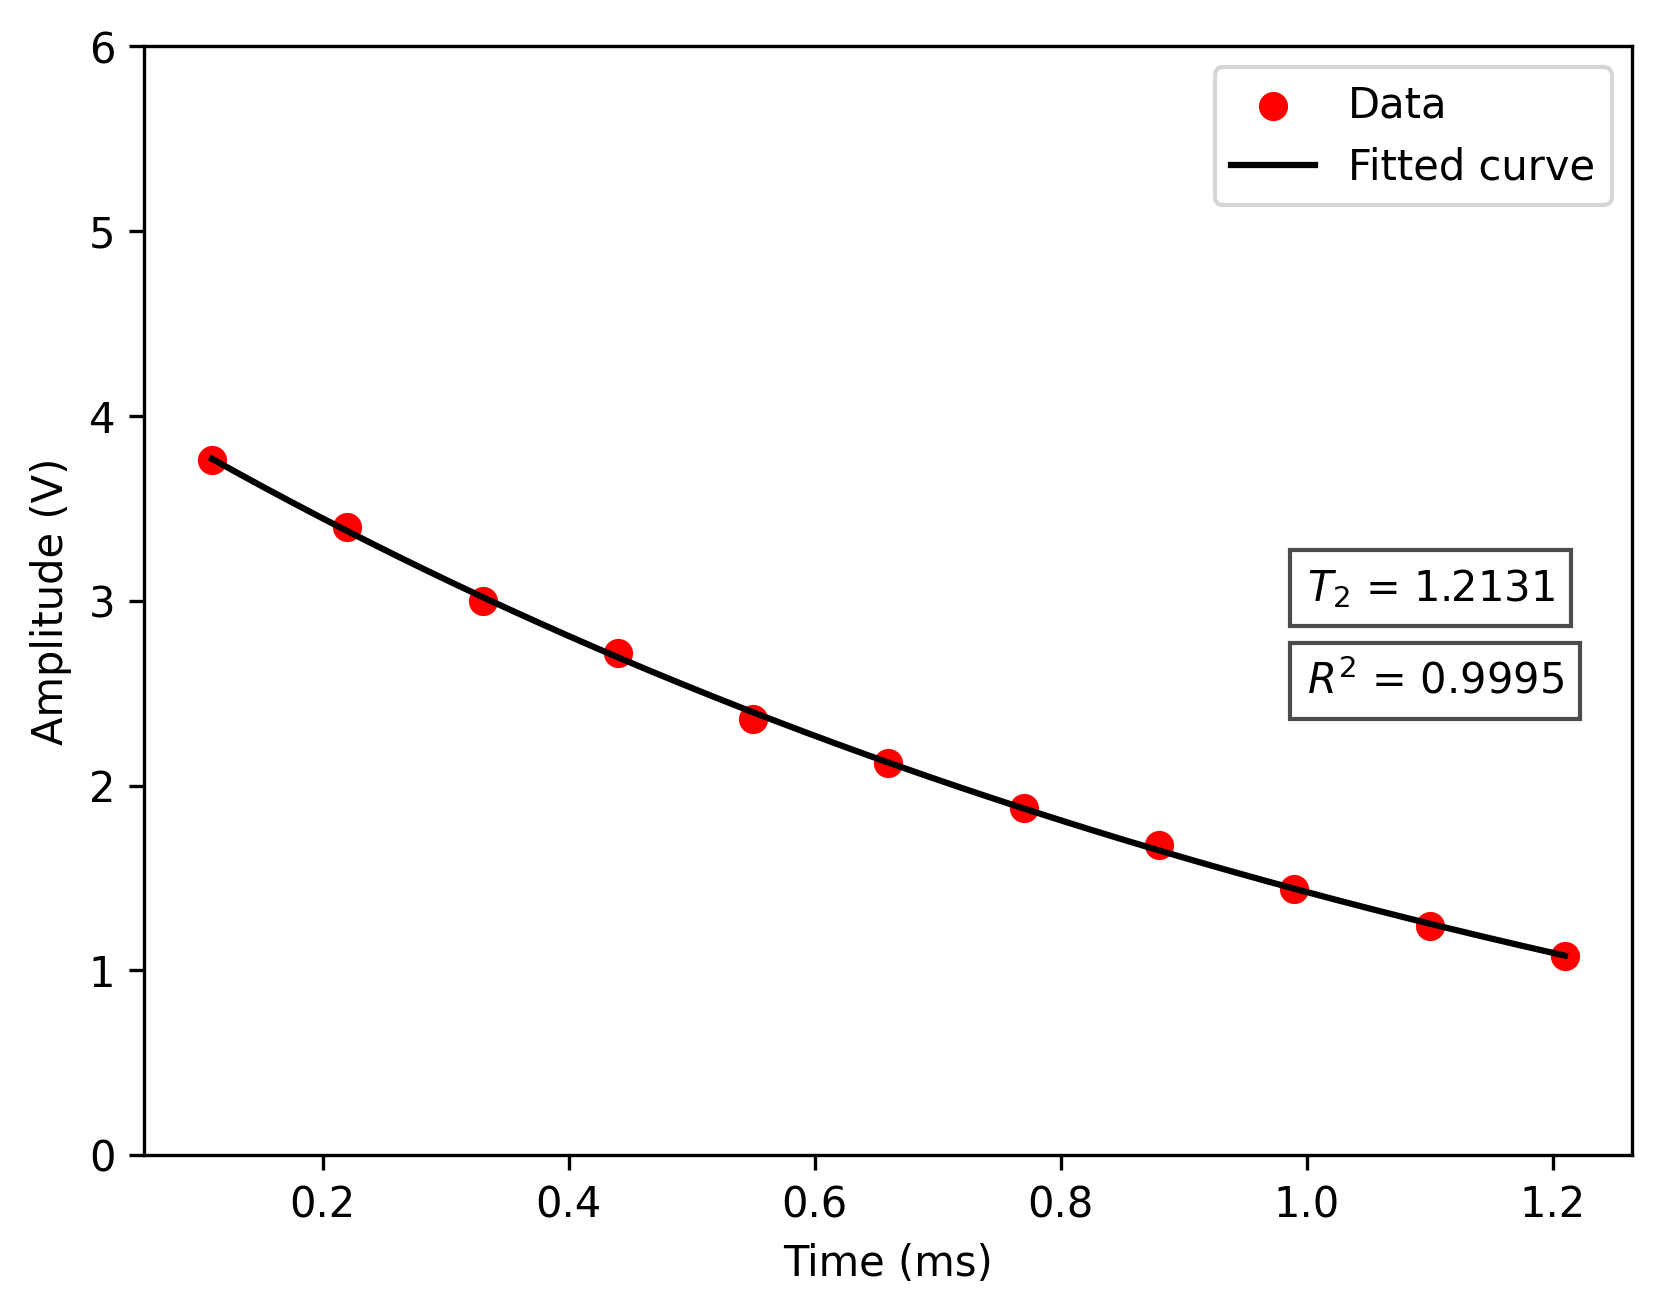 6
5
4
3
2
1
0
Amplitude (V)
0.2 0.4 0.6 0.8 1.0 1.2
Time (ms)
Data
Fitted curve
T₂ = 1.2131
R² = 0.9995